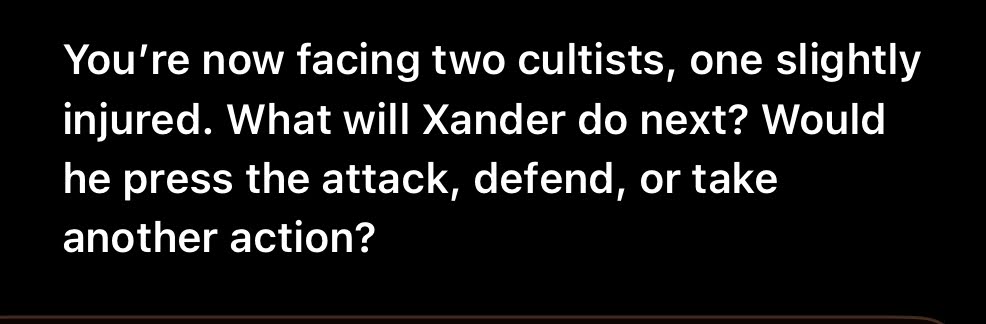 You’re now facing two cultists, one slightly
injured. What will Xander do next? Would
he press the attack, defend, or take
another action?